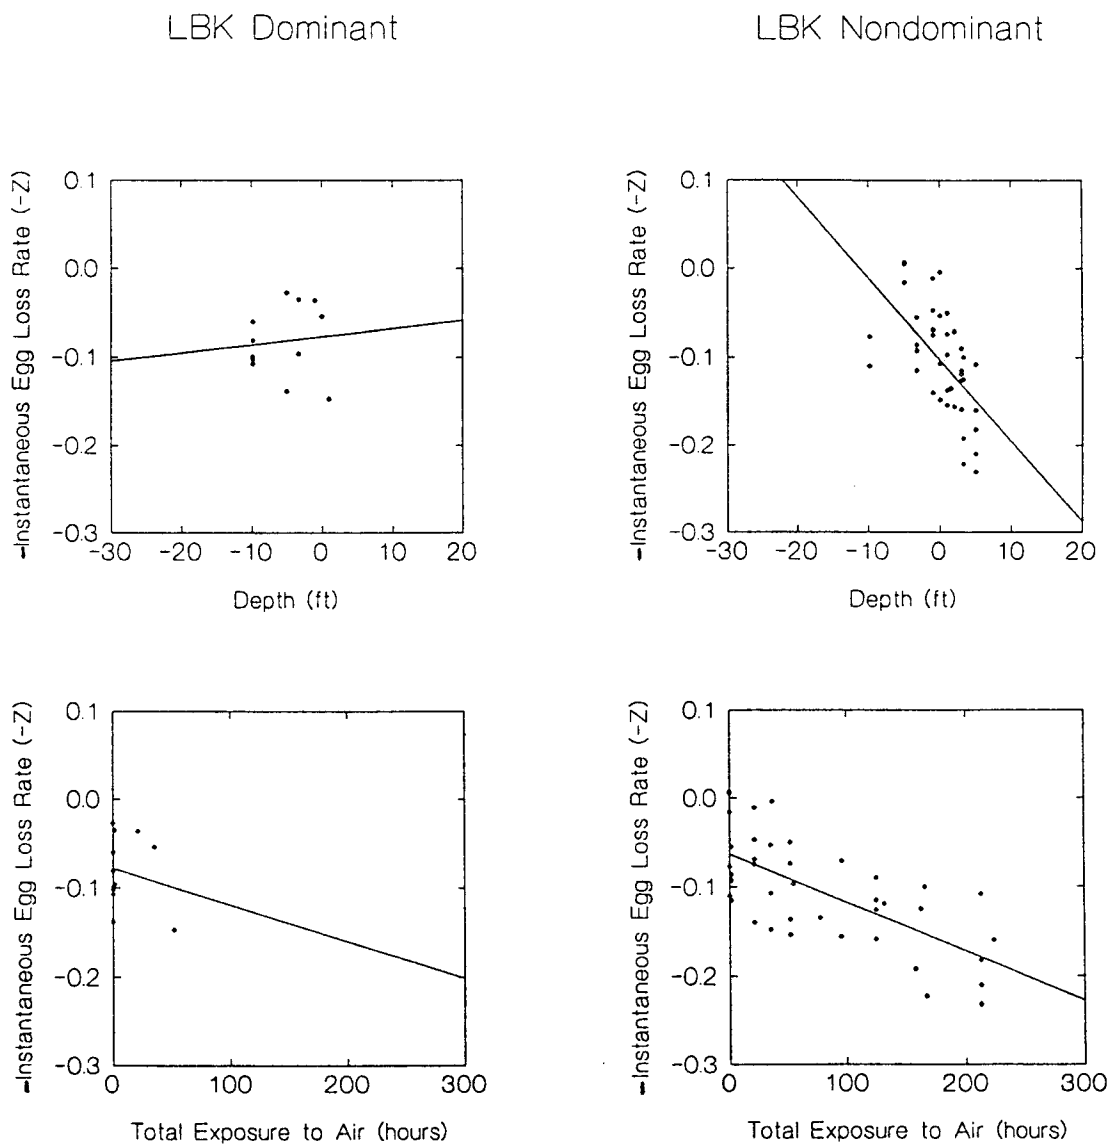 LBK Dominant
LBK Nondominant
-Instantaneous Egg Loss Rate (-Z)
0.1
0.0
-0.1
-0.2
-0.3
-30 -20 -10 0 10 20
Depth (ft)
-Instantaneous Egg Loss Rate (-Z)
0.1
0.0
-0.1
-0.2
-0.3
-30 -20 -10 0 10 20
Depth (ft)
-Instantaneous Egg Loss Rate (-Z)
0.1
0.0
-0.1
-0.2
-0.3
0 100 200 300
Total Exposure to Air (hours)
-Instantaneous Egg Loss Rate (-Z)
0.1
0.0
-0.1
-0.2
-0.3
0 100 200 300
Total Exposure to Air (hours)